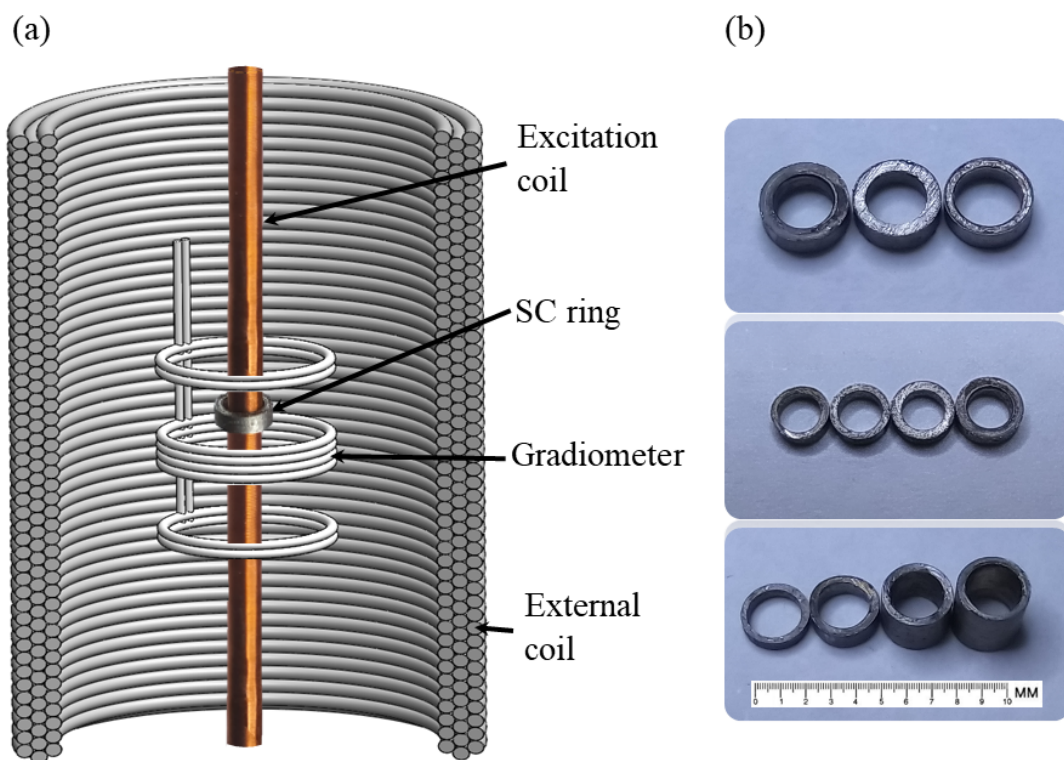 (a)
(b)
Excitation
coil
SC ring
Gradiometer
External
coil
MM
0 1 2 3 4 5 6 7 8 9 10